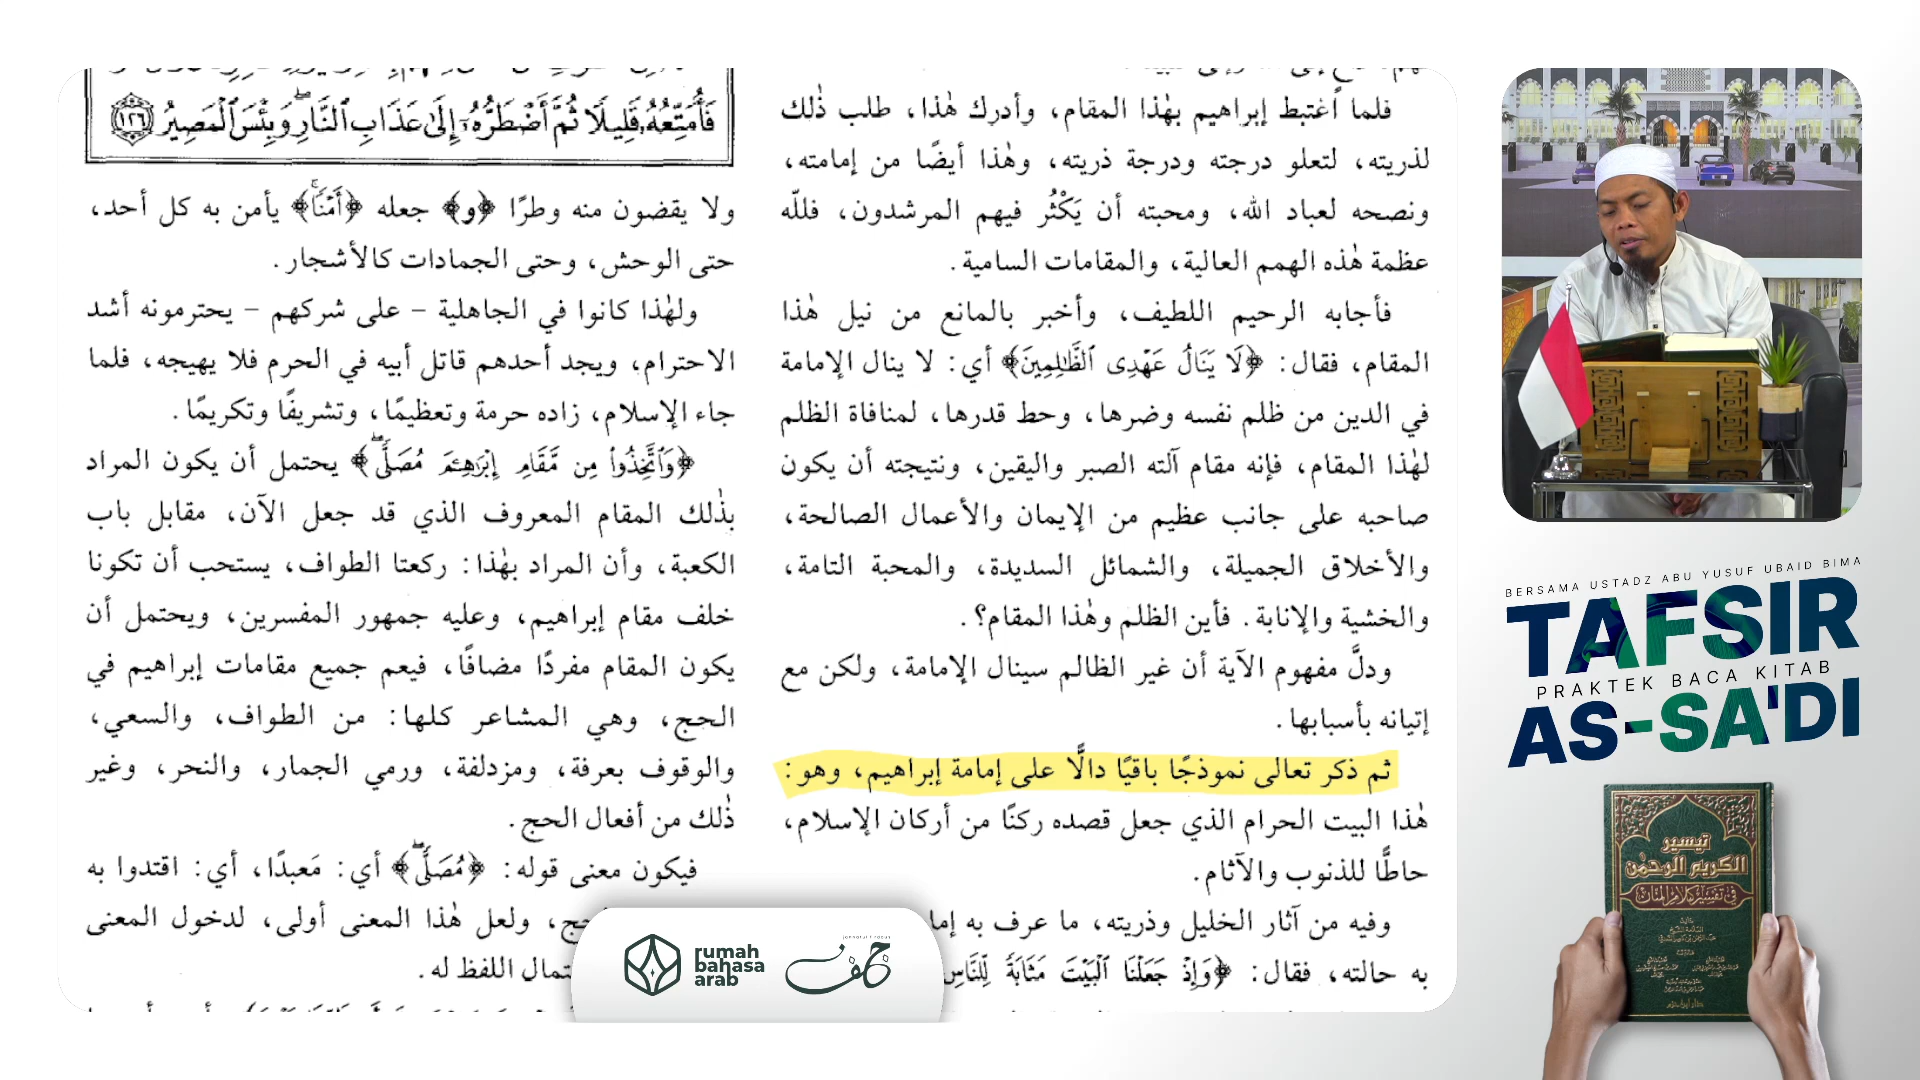 فلما اغتبط إبراهيم بهٰذا المقام، وأدرك هٰذا، طلب ذٰلك
لذريته، لتعلو درجته ودرجة ذريته، وهٰذا أيضًا من إمامته،
ونصحه لعباد الله، ومحبته أن يَكْثُر فيهم المرشدون، فللّه
عظمة هٰذه الهمم العالية، والمقامات السامية.
فأجابه الرحيم اللطيف، وأخبر بالمانع من نيل هٰذا
المقام، فقال: ﴿لَا يَنَالُ عَهْدِى ٱلظَّٰلِمِينَ﴾ أي: لا ينال الإمامة
في الدين من ظلم نفسه وضرها، وحط قدرها، لمنافاة الظلم
لهٰذا المقام، فإنه مقام آلته الصبر واليقين، ونتيجته أن يكون
صاحبه على جانب عظيم من الإيمان والأعمال الصالحة،
والأخلاق الجميلة، والشمائل السديدة، والمحبة التامة،
والخشية والإنابة. فأين الظلم وهٰذا المقام؟.
ودلَّ مفهوم الآية أن غير الظالم سينال الإمامة، ولكن مع
إتيانه بأسبابها.
ثم ذكر تعالى نموذجًا باقيًا دالًّا على إمامة إبراهيم، وهو:
هٰذا البيت الحرام الذي جعل قصده ركنًا من أركان الإسلام،
حاطًّا للذنوب والآثام.
وفيه من آثار الخليل وذريته، ما عرف به
به حالته، فقال: ﴿وَإِذْ جَعَلْنَا ٱلْبَيْتَ مَثَابَةً لِّلنَّاسِ
فَأُمَتِّعُهُۥ قَلِيلًا ثُمَّ أَضْطَرُّهُۥٓ إِلَىٰ عَذَابِ ٱلنَّارِ ۖ وَبِئْسَ ٱلْمَصِيرُ ١٢٦
ولا يقضون منه وطرًا ﴿و﴾ جعله ﴿أَمْنًا﴾ يأمن به كل أحد،
حتى الوحش، وحتى الجمادات كالأشجار.
ولهٰذا كانوا في الجاهلية – على شركهم – يحترمونه أشد
الاحترام، ويجد أحدهم قاتل أبيه في الحرم فلا يهيجه، فلما
جاء الإسلام، زاده حرمة وتعظيمًا، وتشريفًا وتكريمًا.
﴿وَٱتَّخِذُوا۟ مِن مَّقَامِ إِبْرَٰهِـۧمَ مُصَلًّى ۖ﴾ يحتمل أن يكون المراد
بذٰلك المقام المعروف الذي قد جعل الآن، مقابل باب
الكعبة، وأن المراد بهٰذا: ركعتا الطواف، يستحب أن تكونا
خلف مقام إبراهيم، وعليه جمهور المفسرين، ويحتمل أن
يكون المقام مفردًا مضافًا، فيعم جميع مقامات إبراهيم في
الحج، وهي المشاعر كلها: من الطواف، والسعي،
والوقوف بعرفة، ومزدلفة، ورمي الجمار، والنحر، وغير
ذٰلك من أفعال الحج.
فيكون معنى قوله: ﴿مُصَلًّى ۖ﴾ أي: مَعبدًا، أي: اقتدوا به
ولعل هٰذا المعنى أولى، لدخول المعنى
اللفظ له.
rumah
bahasa
arab
BERSAMA USTADZ ABU YUSUF UBAID BIMA
TAFSIR
PRAKTEK BACA KITAB
AS-SA'DI
تيسير
الكريم الرحمن
في تفسير كلام المنان